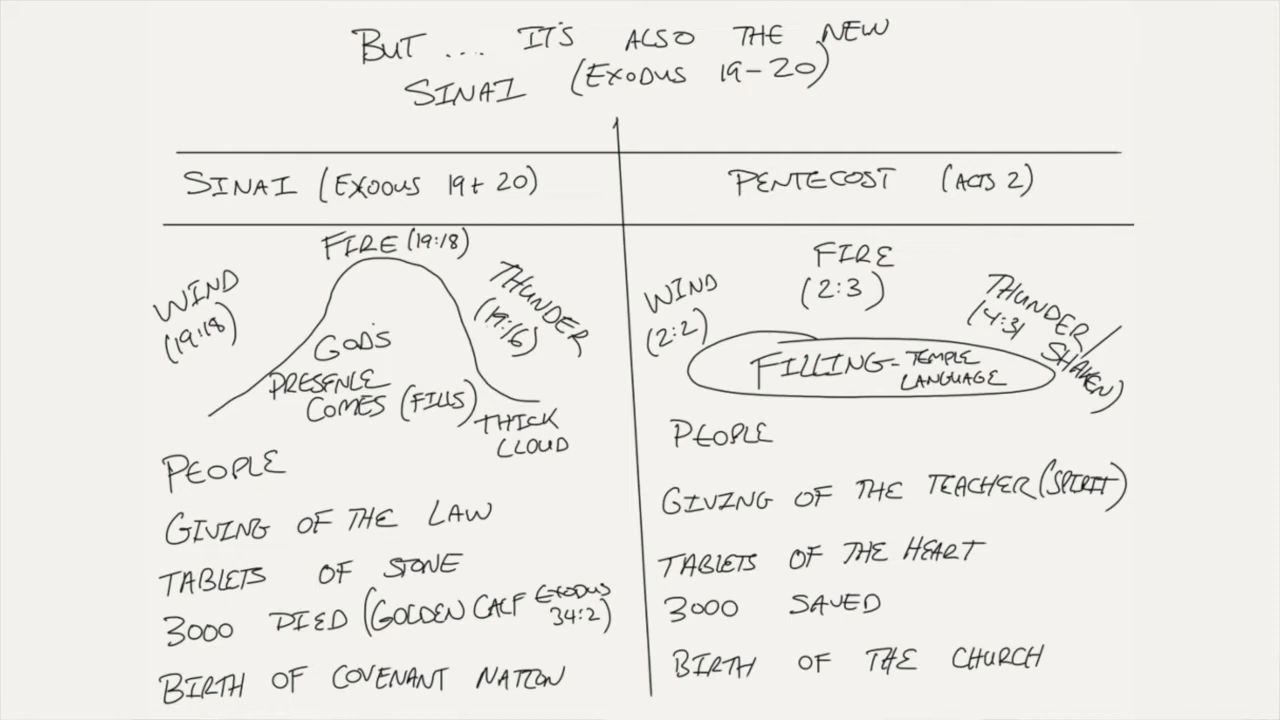 BUT .... IT'S ALSO THE NEW
SINAI (EXODUS 19-20)
SINAI (EXODUS 19+20)
FIRE (19:18)
WIND
(19:18)
THUNDER
(19:16)
GOD'S
PRESENCE
COMES (FILLS)
THICK
CLOUD
PEOPLE
GIVING OF THE LAW
TABLETS OF STONE
3000 DIED (GOLDEN CALF EXODUS
34:2)
BIRTH OF COVENANT NATION
PENTECOST (ACTS 2)
FIRE
(2:3)
WIND
(2:2)
THUNDER/
(4:31 SHAKEN)
FILLING - TEMPLE
LANGUAGE
PEOPLE
GIVING OF THE TEACHER (SPIRIT)
TABLETS OF THE HEART
3000 SAVED
BIRTH OF THE CHURCH